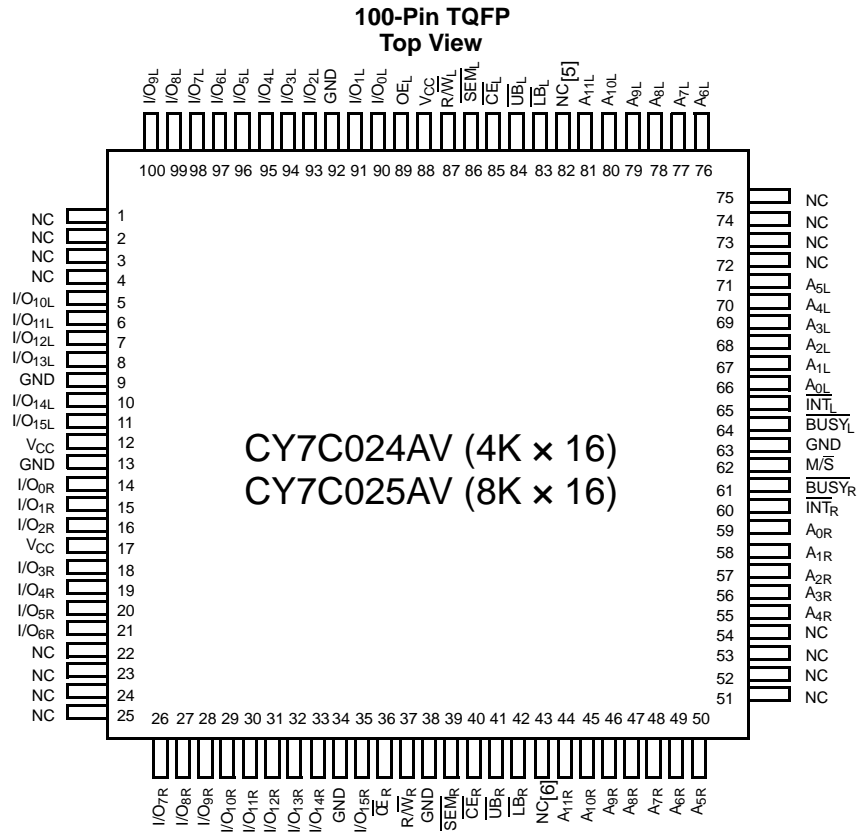 100-Pin TQFP
Top View
I/O9L I/O8L I/O7L I/O6L I/O5L I/O4L I/O3L I/O2L GND I/O1L I/O0L OEL VCC R/WL SEML CEL UBL LBL NC[5] A11L A10L A9L A8L A7L A6L
100 99 98 97 96 95 94 93 92 91 90 89 88 87 86 85 84 83 82 81 80 79 78 77 76
NC 1
NC 2
NC 3
NC 4
I/O10L 5
I/O11L 6
I/O12L 7
I/O13L 8
GND 9
I/O14L 10
I/O15L 11
VCC 12
GND 13
I/O0R 14
I/O1R 15
I/O2R 16
VCC 17
I/O3R 18
I/O4R 19
I/O5R 20
I/O6R 21
NC 22
NC 23
NC 24
NC 25
CY7C024AV (4K × 16)
CY7C025AV (8K × 16)
75 NC
74 NC
73 NC
72 NC
71 A5L
70 A4L
69 A3L
68 A2L
67 A1L
66 A0L
65 INTL
64 BUSYL
63 GND
62 M/S
61 BUSYR
60 INTR
59 A0R
58 A1R
57 A2R
56 A3R
55 A4R
54 NC
53 NC
52 NC
51 NC
26 27 28 29 30 31 32 33 34 35 36 37 38 39 40 41 42 43 44 45 46 47 48 49 50
I/O7R I/O8R I/O9R I/O10R I/O11R I/O12R I/O13R I/O14R GND I/O15R OER R/WR GND SEMR CER UBR LBR NC[6] A11R A10R A9R A8R A7R A6R A5R